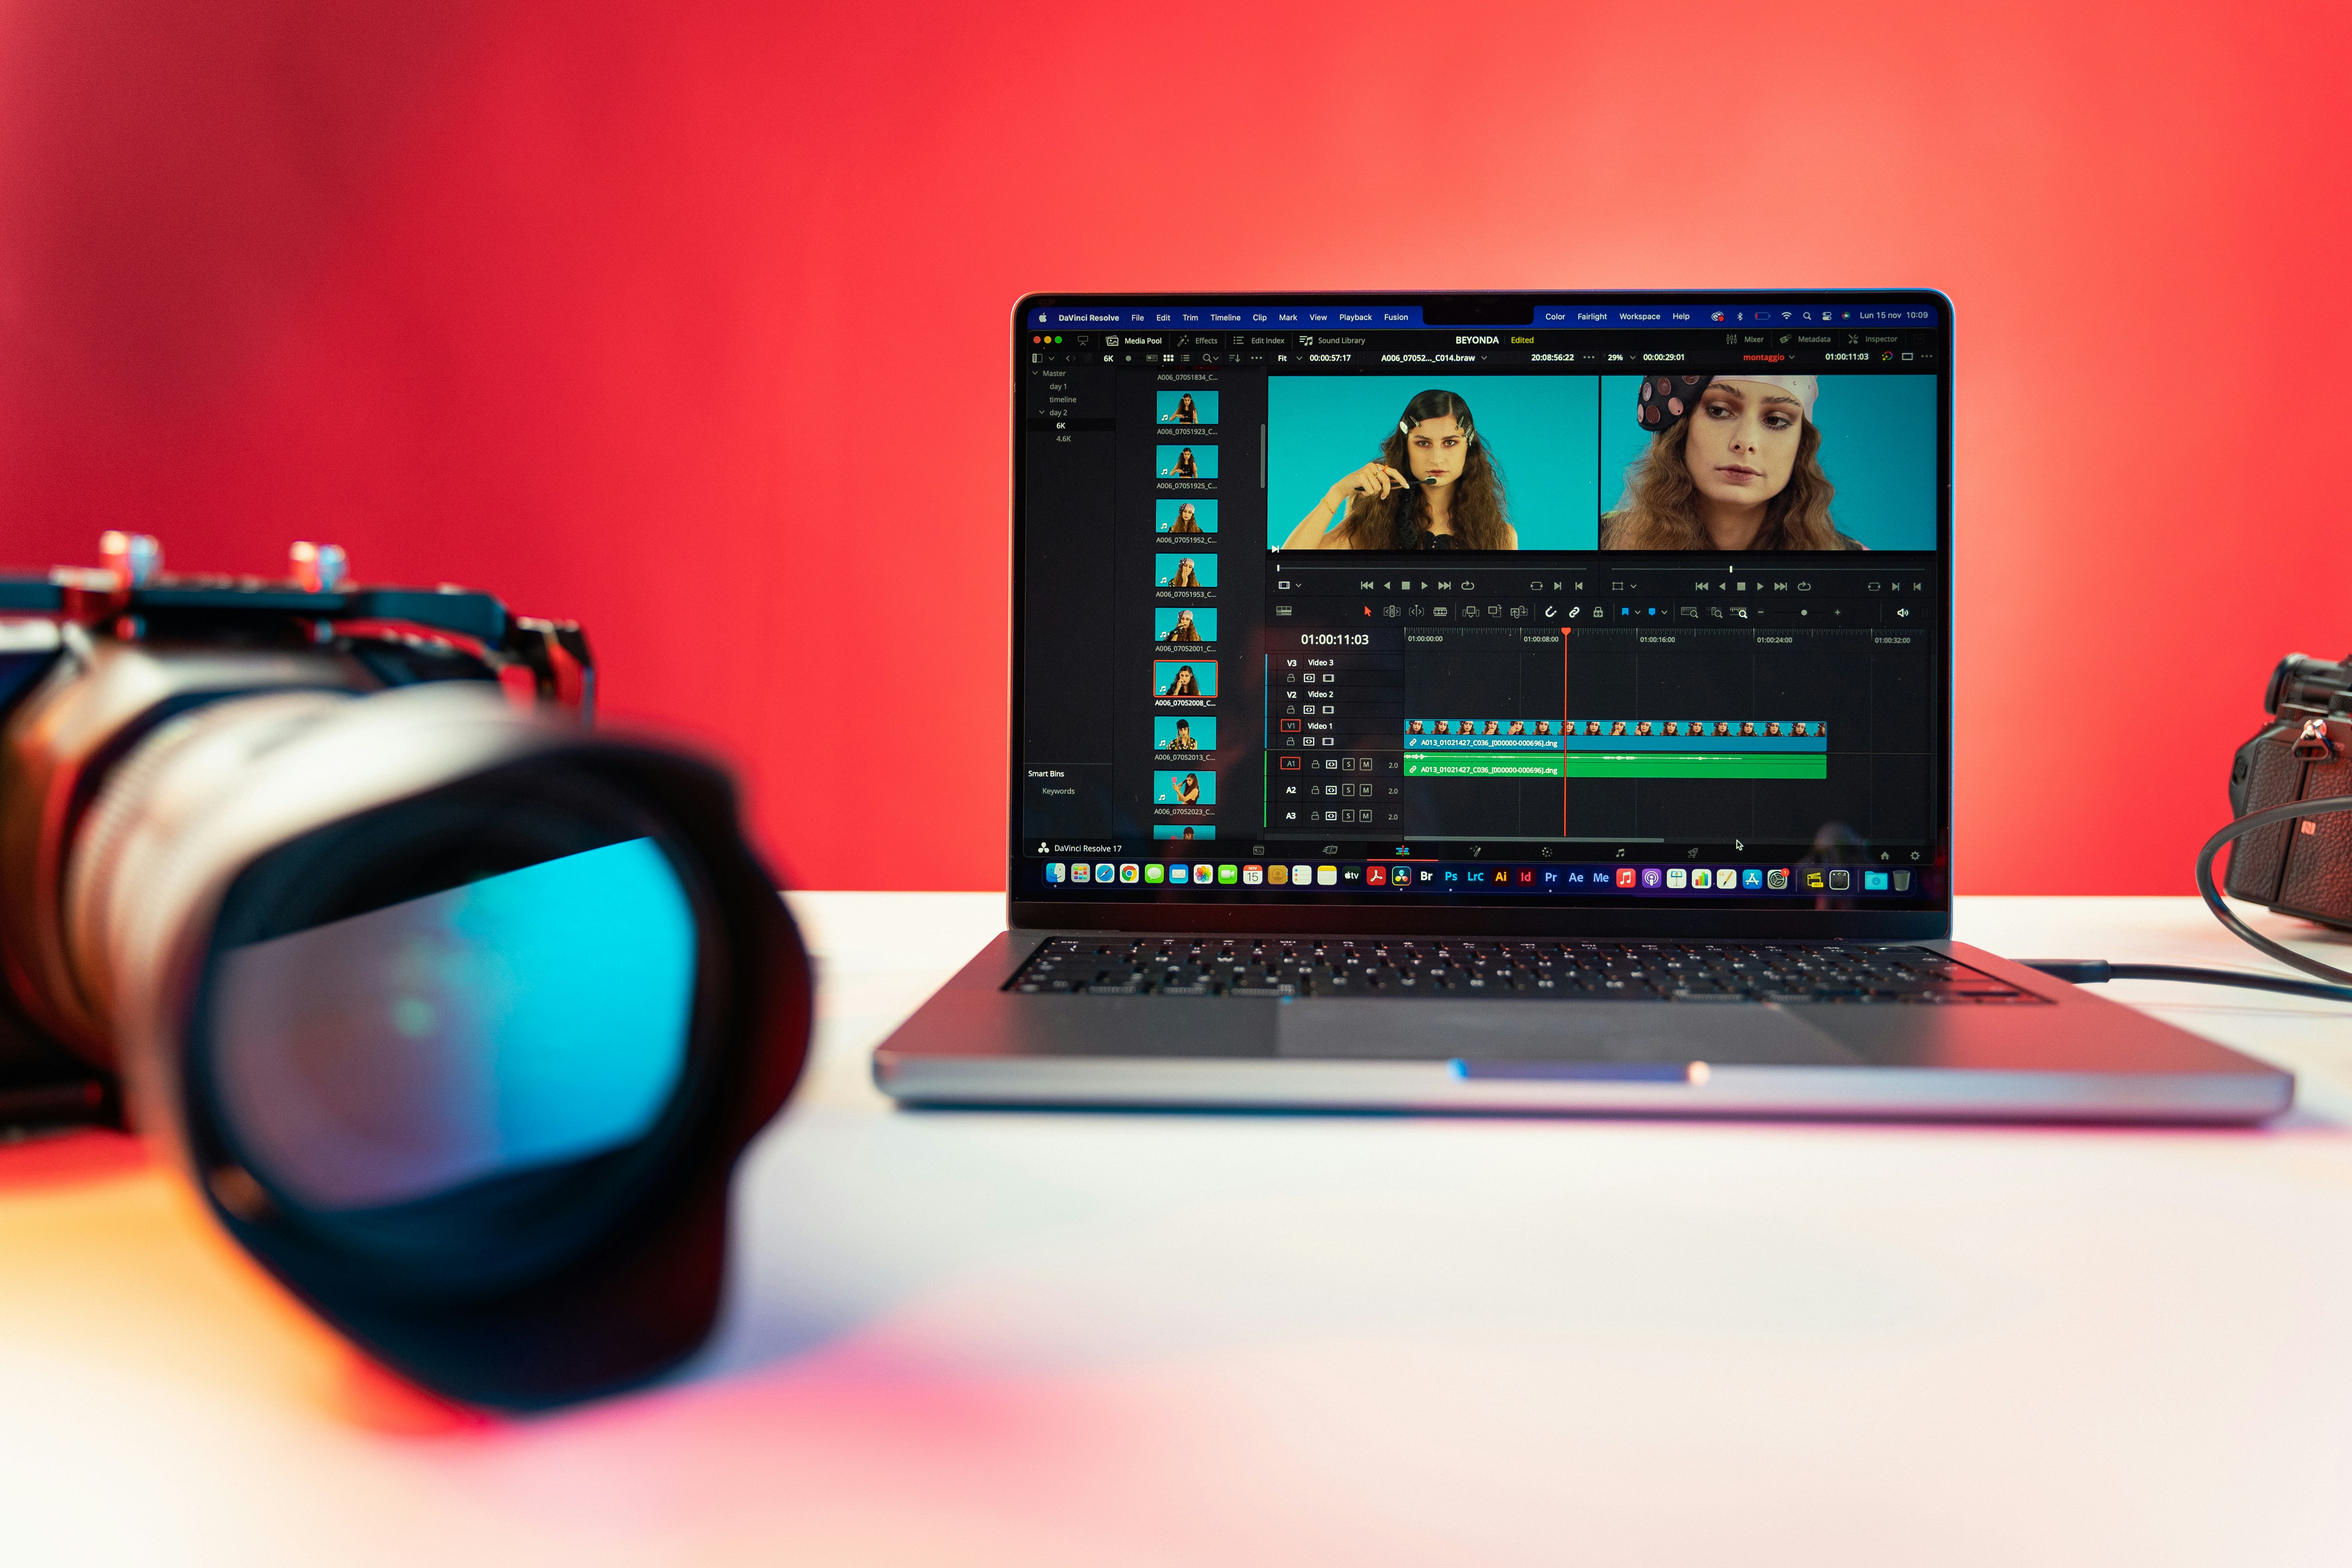 DaVinci Resolve File Edit Trim Timeline Clip Mark View Playback Fusion Color Fairlight Workspace Help Lun 15 nov 10:09
Media Pool Effects Edit Index Sound Library BEYONDA Edited Mixer Metadata Inspector
6K Fit 00:00:57:17 A006_07052..._C014.braw 20:08:56:22 29% 00:00:29:01 montaggio 01:00:11:03
Master
day 1
timeline
day 2
6K
4.6K
Smart Bins
Keywords
A006_07051834_C...
A006_07051923_C...
A006_07051925_C...
A006_07051952_C...
A006_07051953_C...
A006_07052001_C...
A006_07052008_C...
A006_07052013_C...
A006_07052023_C...
01:00:11:03 01:00:00:00 01:00:08:00 01:00:16:00 01:00:24:00 01:00:32:00
V3 Video 3
V2 Video 2
V1 Video 1
A013_01021427_C036_[000000-000696].dng
A1 S M 2.0 A013_01021427_C036_[000000-000696].dng
A2 S M 2.0
A3 S M 2.0
DaVinci Resolve 17
15 tv Br Ps LrC Ai Id Pr Ae Me